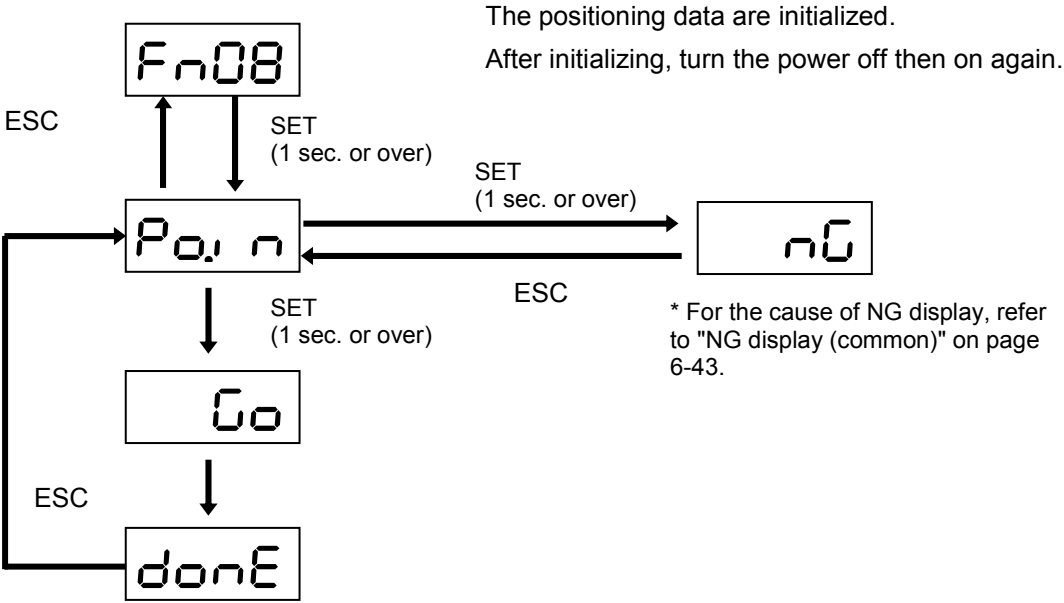 The positioning data are initialized.
After initializing, turn the power off then on again.
Fn08
ESC
SET
(1 sec. or over)
SET
(1 sec. or over)
Po.i n
nG
ESC
SET
(1 sec. or over)
* For the cause of NG display, refer
to "NG display (common)" on page
6-43.
Go
ESC
donE